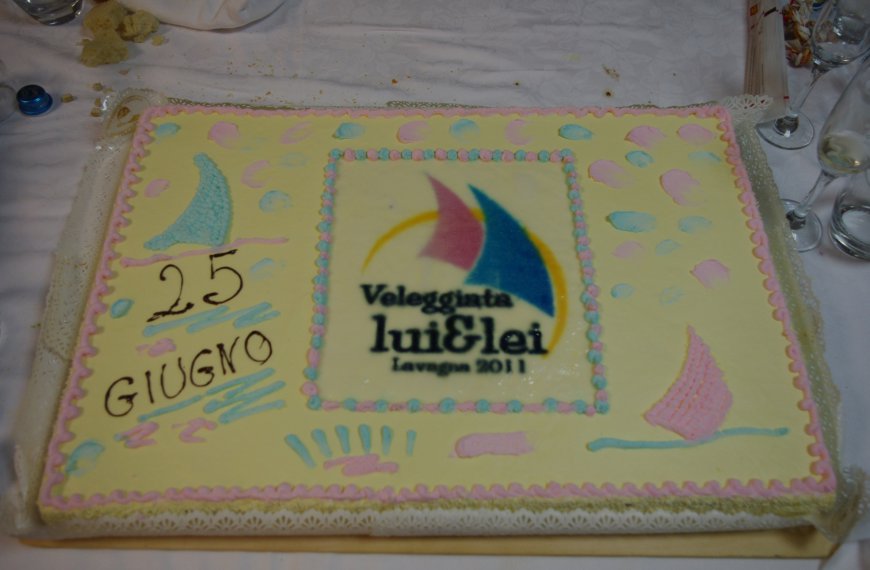 25
GIUGNO
Veleggiata
lui&lei
Lavagna 2011